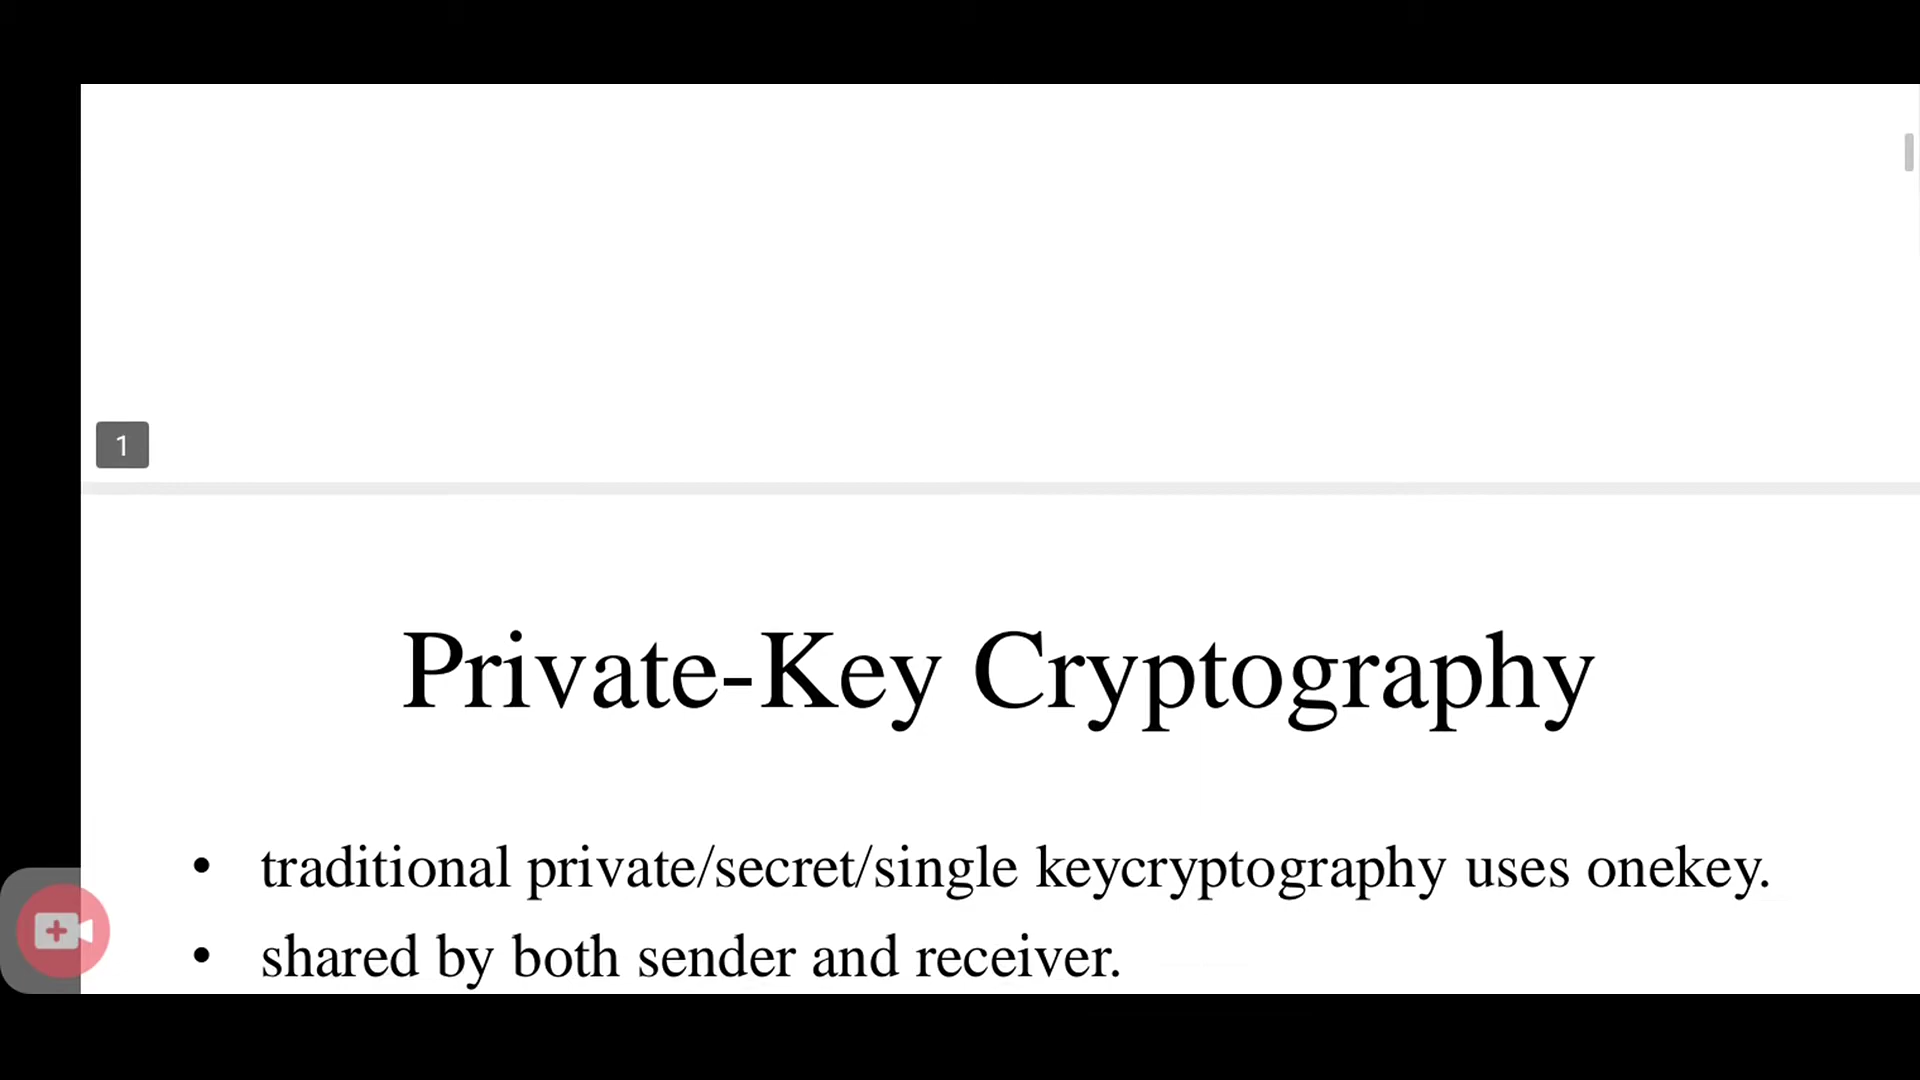 1
Private-Key Cryptography
• traditional private/secret/single keycryptography uses onekey.
• shared by both sender and receiver.